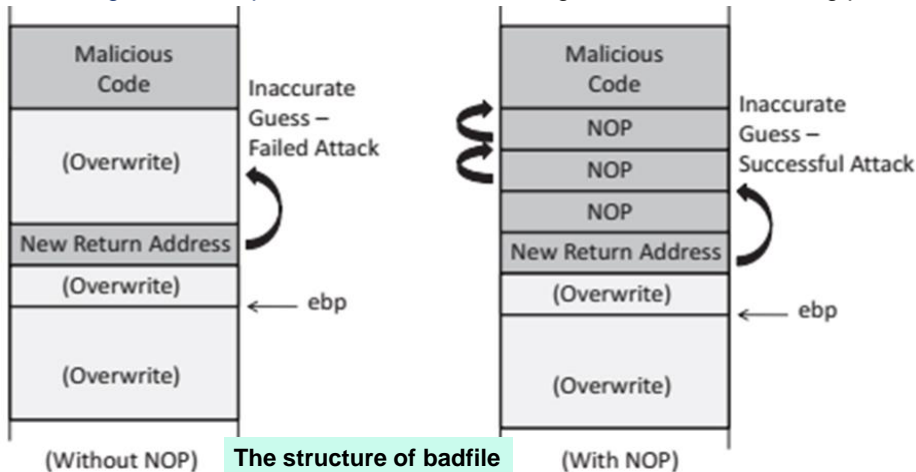 Malicious
Code
(Overwrite)
New Return Address
(Overwrite)
(Overwrite)
Inaccurate
Guess –
Failed Attack
ebp
(Without NOP)
The structure of badfile
Malicious
Code
NOP
NOP
NOP
New Return Address
(Overwrite)
(Overwrite)
Inaccurate
Guess –
Successful Attack
ebp
(With NOP)